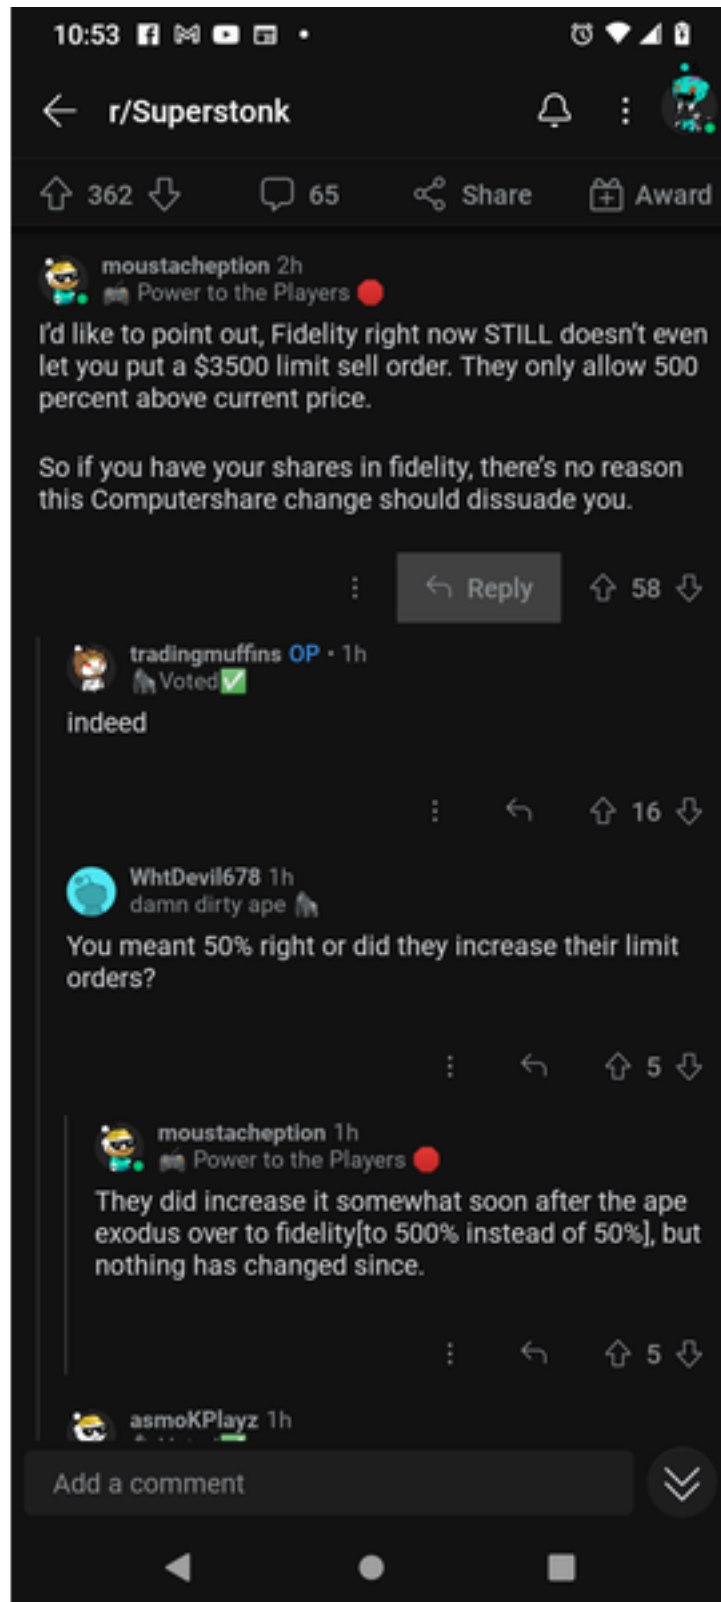 10:53
r/Superstonk
362
65
Share
Award
moustacheption 2h
Power to the Players
I'd like to point out, Fidelity right now STILL doesn't even
let you put a $3500 limit sell order. They only allow 500
percent above current price.
So if you have your shares in fidelity, there's no reason
this Computershare change should dissuade you.
Reply
58
tradingmuffins OP • 1h
Voted
indeed
16
WhtDevil678 1h
damn dirty ape
You meant 50% right or did they increase their limit
orders?
5
moustacheption 1h
Power to the Players
They did increase it somewhat soon after the ape
exodus over to fidelity[to 500% instead of 50%], but
nothing has changed since.
5
asmoKPlayz 1h
Add a comment